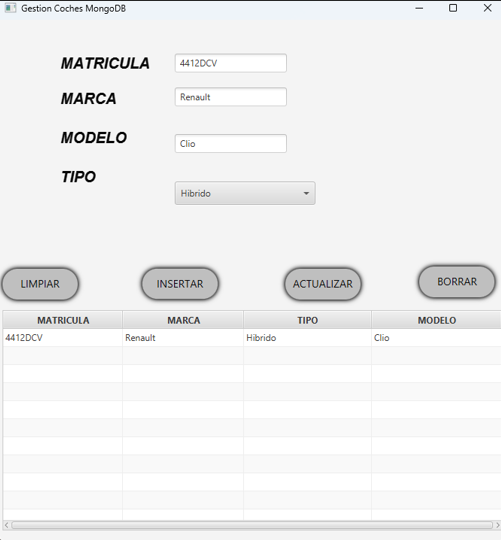 Gestion Coches MongoDB
MATRICULA 4412DCV
MARCA Renault
MODELO Clio
TIPO Hibrido
LIMPIAR INSERTAR ACTUALIZAR BORRAR
MATRICULA MARCA TIPO MODELO
4412DCV Renault Hibrido Clio